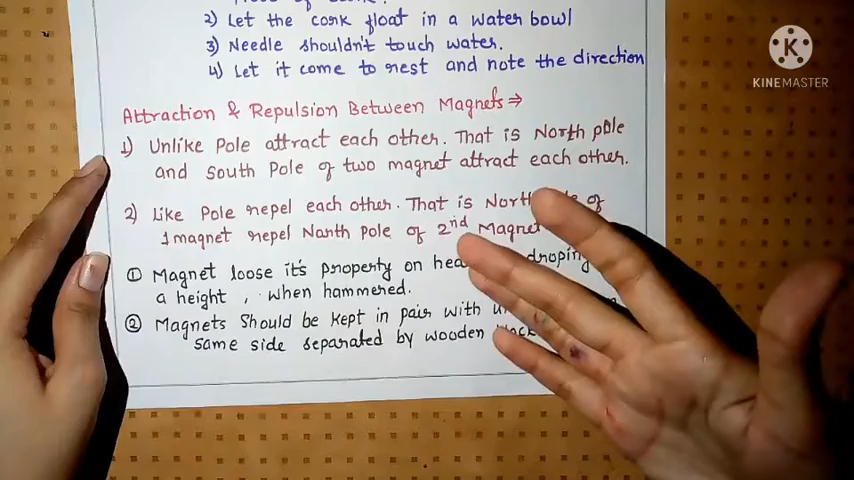 2) Let the cork float in a water bowl
3) Needle shouldn't touch water.
4) Let it come to rest and note the direction
Attraction & Repulsion Between Magnets ⇒
1) Unlike Pole attract each other. That is North pole
and South Pole of two magnet attract each other.
2) Like Pole repel each other. That is North of
1 magnet repel Nanth pole of 2nd Magnet
① Magnet loose it's property on droping
a height, when hammered.
② Magnets should be kept in pair with
same side separated by wooden
K
KINEMASTER